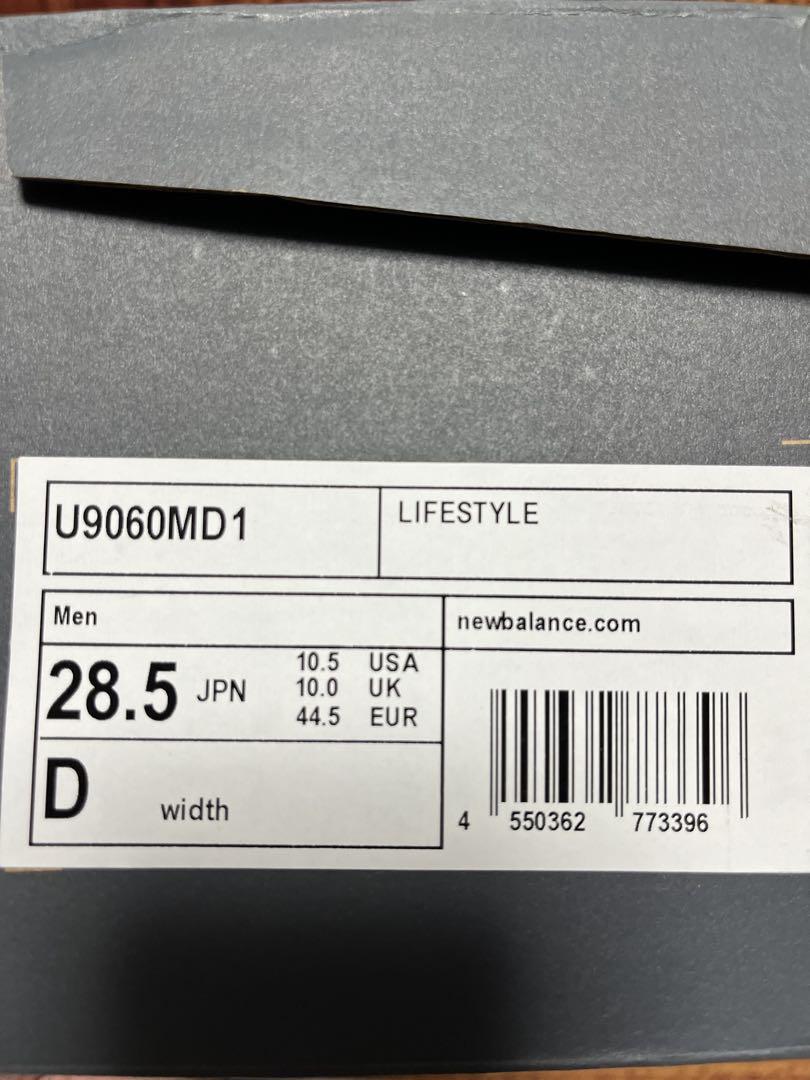 U9060MD1
LIFESTYLE
Men
newbalance.com
28.5 JPN
10.5 USA
10.0 UK
44.5 EUR
D width
4 550362 773396